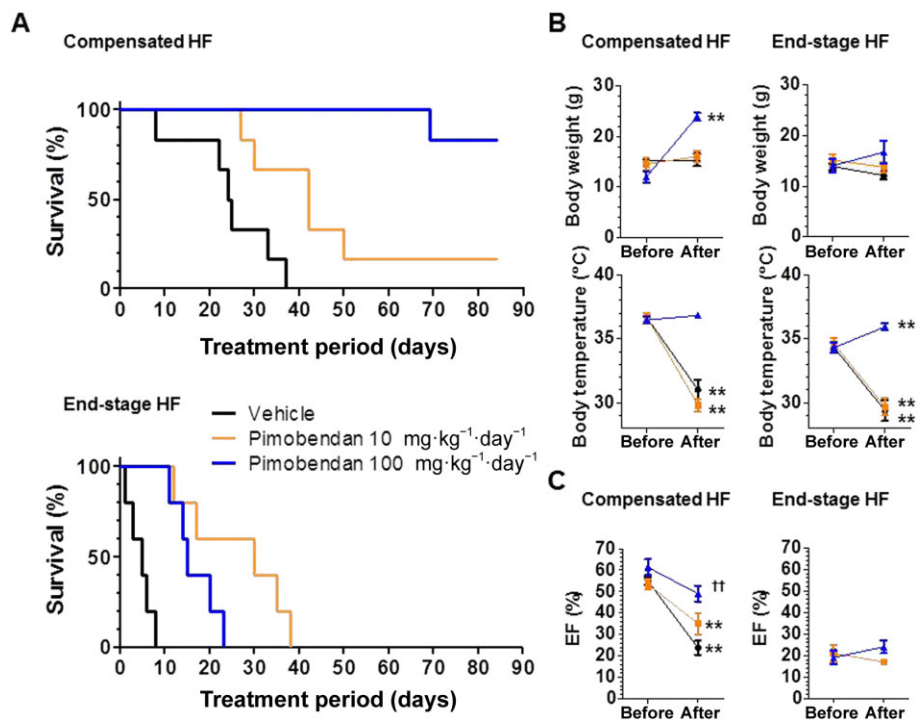 A
Compensated HF
Survival (%)
100
50
0
0 10 20 30 40 50 60 70 80 90
Treatment period (days)
End-stage HF
Vehicle
Pimobendan 10 mg·kg⁻¹·day⁻¹
Pimobendan 100 mg·kg⁻¹·day⁻¹
Survival (%)
100
50
0
0 10 20 30 40 50 60 70 80 90
Treatment period (days)
B
Compensated HF
Body weight (g)
30
20
10
0
**
Before After
End-stage HF
Body weight (g)
30
20
10
0
Before After
Body temperature (°C)
40
35
30
**
**
Before After
Body temperature (°C)
40
35
30
**
**
**
Before After
C
Compensated HF
EF (%)
70
60
50
40
30
20
10
0
††
**
**
Before After
End-stage HF
EF (%)
70
60
50
40
30
20
10
0
Before After